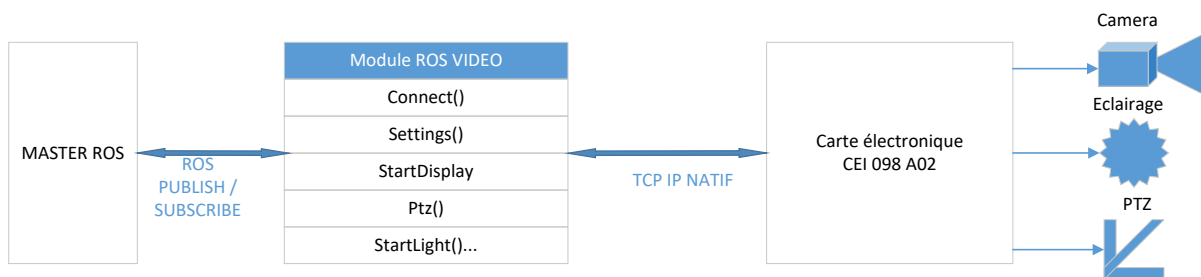 MASTER ROS
ROS
PUBLISH /
SUBSCRIBE
Module ROS VIDEO
Connect()
Settings()
StartDisplay
Ptz()
StartLight()...
TCP IP NATIF
Carte électronique
CEI 098 A02
Camera
Eclairage
PTZ